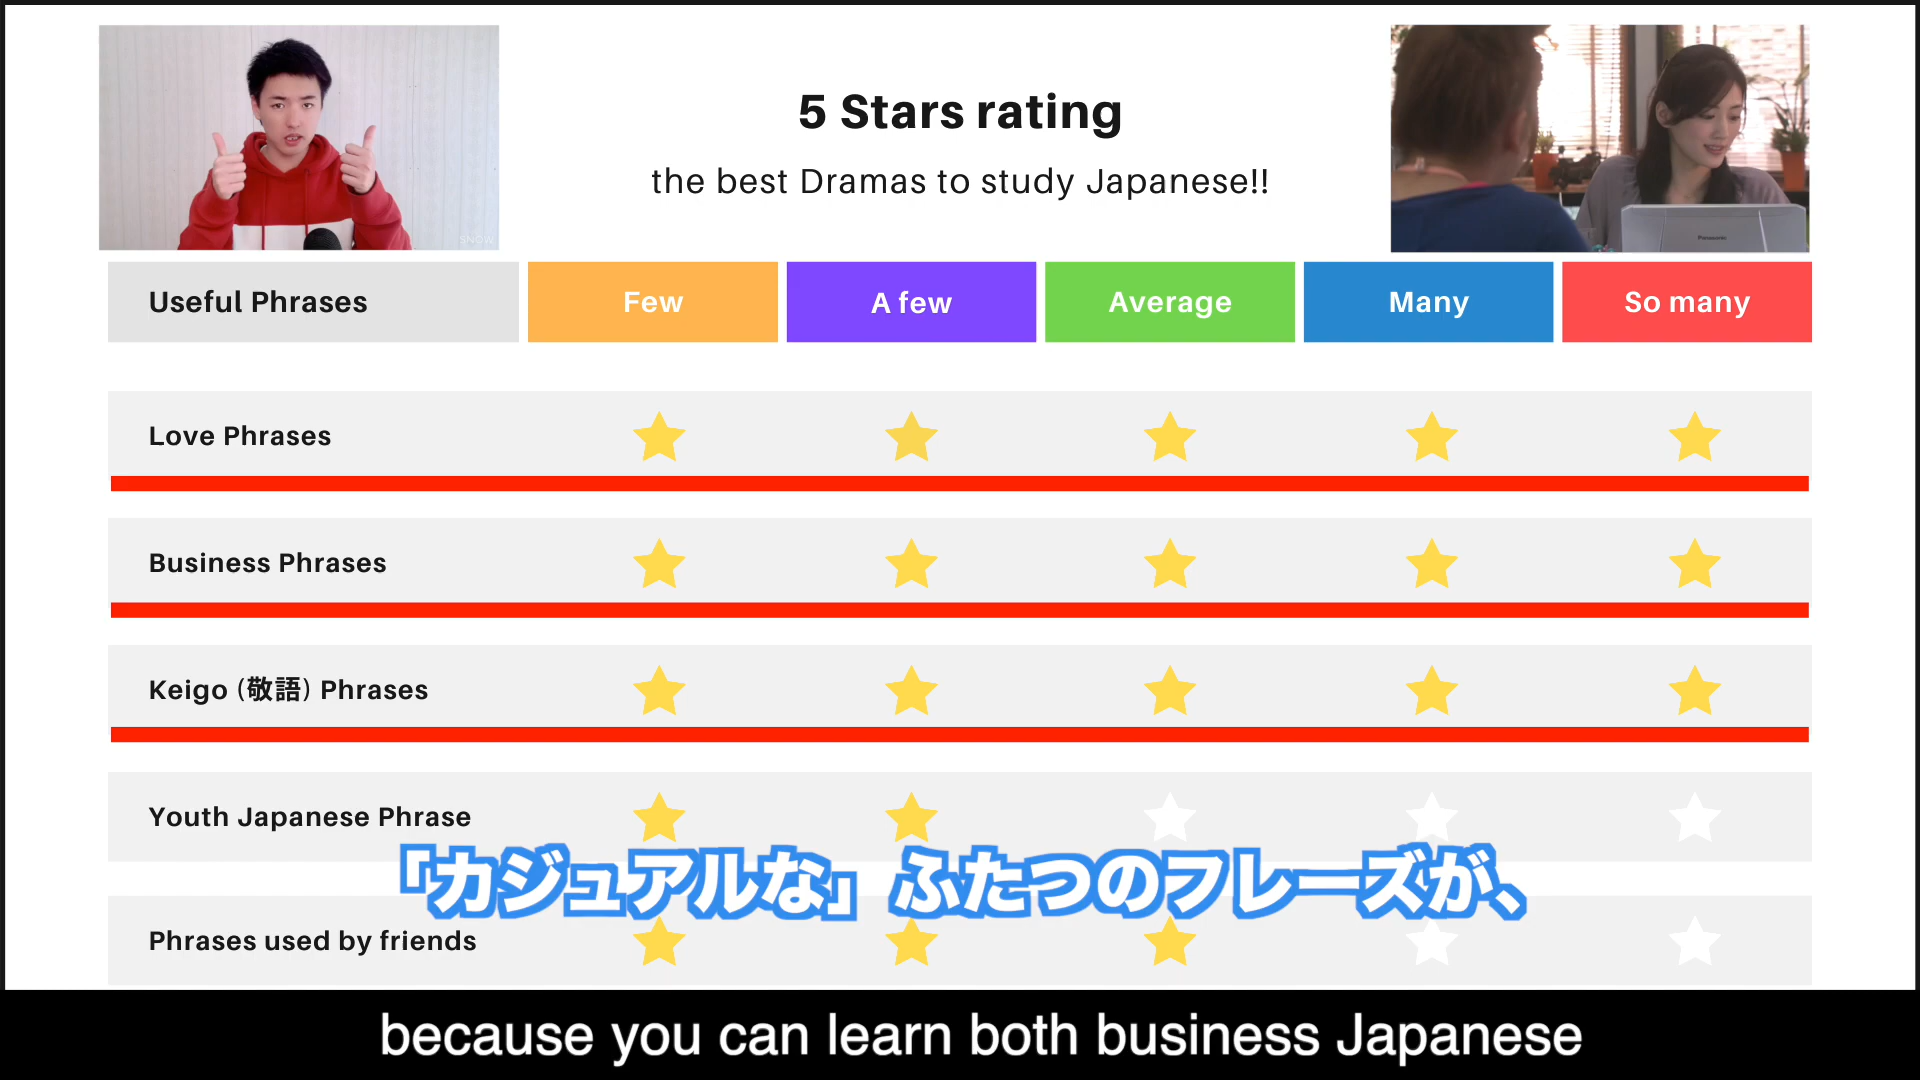 5 Stars rating
the best Dramas to study Japanese!!
SNOW
Panasonic
Useful Phrases
Few
A few
Average
Many
So many
Love Phrases
Business Phrases
Keigo (敬語) Phrases
Youth Japanese Phrase
「カジュアルな」ふたつのフレーズが、
Phrases used by friends
because you can learn both business Japanese